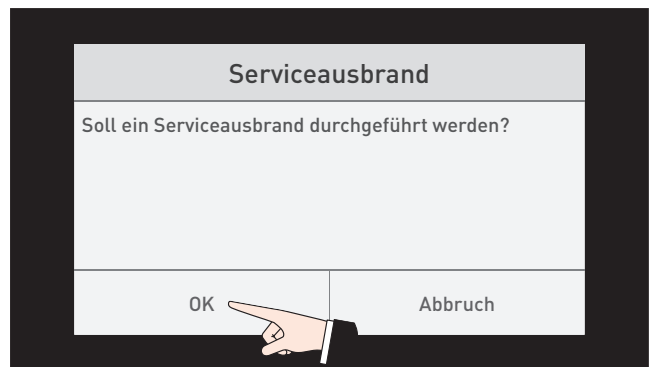 Serviceausbrand
Soll ein Serviceausbrand durchgeführt werden?
OK
Abbruch